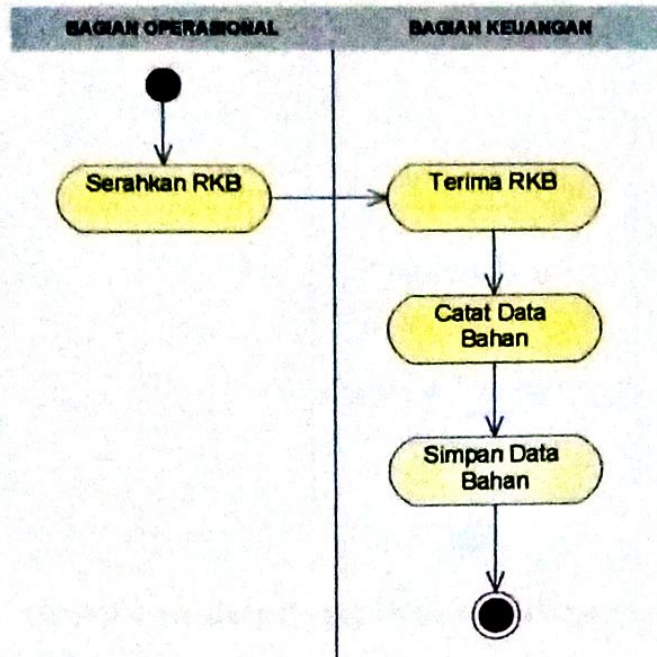 BAGIAN OPERASIONAL
BAGIAN KEUANGAN
Serahkan RKB
Terima RKB
Catat Data
Bahan
Simpan Data
Bahan